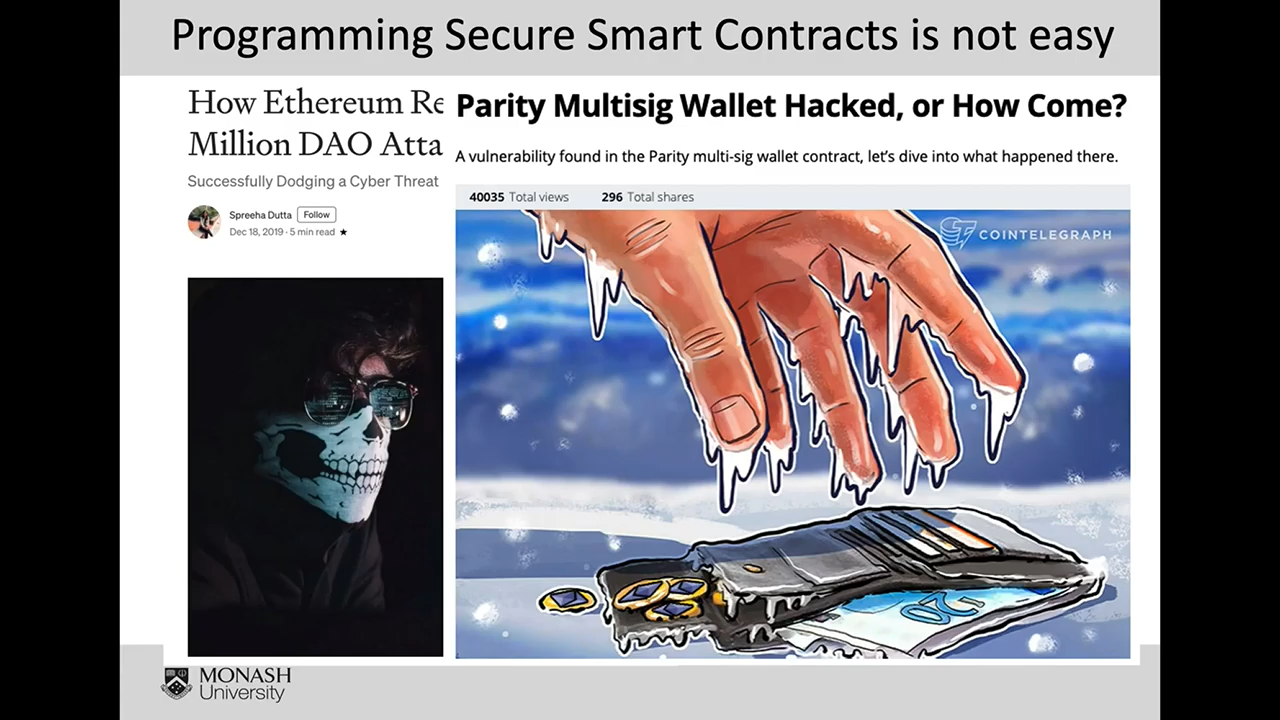 Programming Secure Smart Contracts is not easy
How Ethereum Re
Million DAO Atta
Successfully Dodging a Cyber Threat
Spreeha Dutta Follow
Dec 18, 2019 · 5 min read ★
Parity Multisig Wallet Hacked, or How Come?
A vulnerability found in the Parity multi-sig wallet contract, let’s dive into what happened there.
40035 Total views 296 Total shares
COINTELEGRAPH
20
MONASH
University